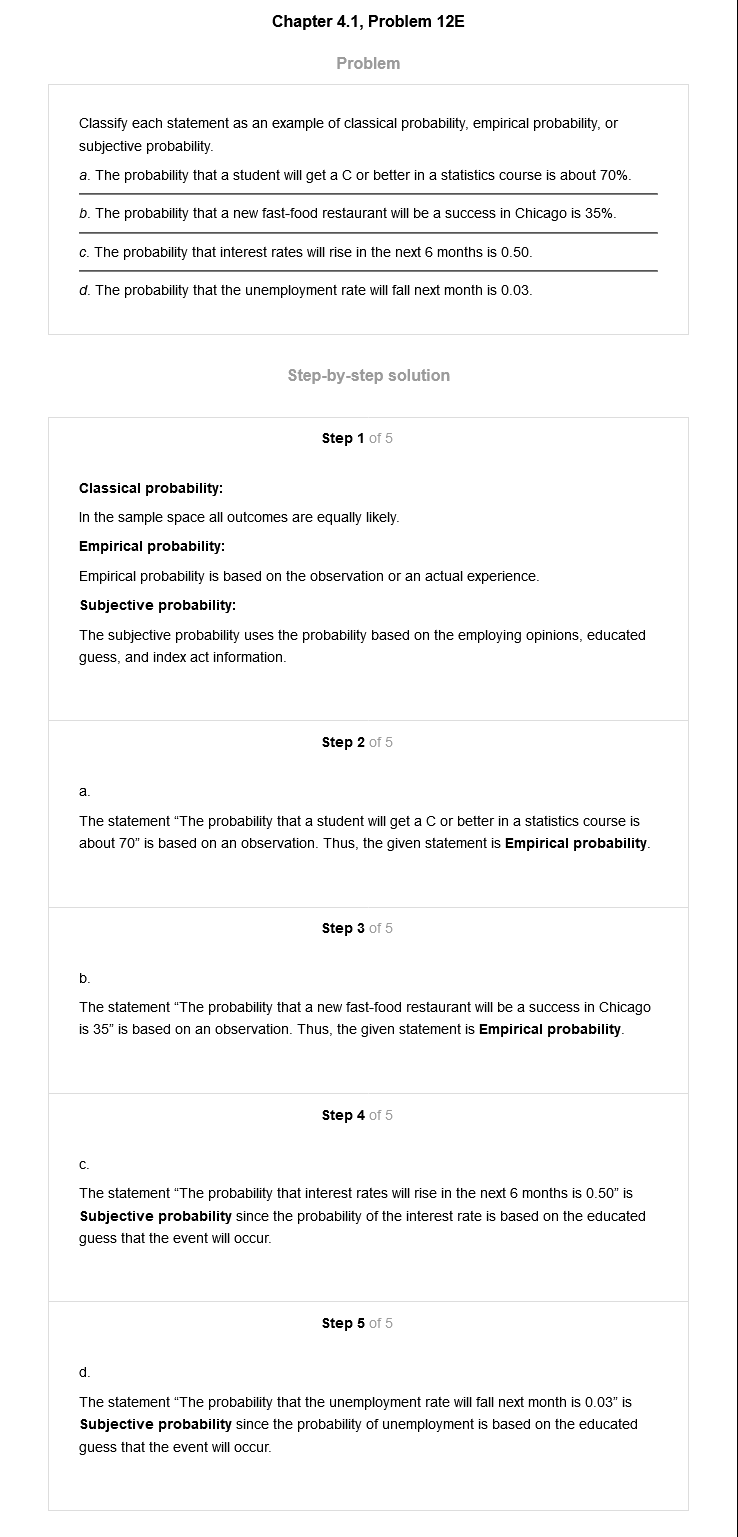 Chapter 4.1, Problem 12E
Problem
Classify each statement as an example of classical probability, empirical probability, or
subjective probability.
a. The probability that a student will get a C or better in a statistics course is about 70%.
b. The probability that a new fast-food restaurant will be a success in Chicago is 35%.
c. The probability that interest rates will rise in the next 6 months is 0.50.
d. The probability that the unemployment rate will fall next month is 0.03.
Step-by-step solution
Step 1 of 5
Classical probability:
In the sample space all outcomes are equally likely.
Empirical probability:
Empirical probability is based on the observation or an actual experience.
Subjective probability:
The subjective probability uses the probability based on the employing opinions, educated
guess, and index act information.
Step 2 of 5
a.
The statement “The probability that a student will get a C or better in a statistics course is
about 70” is based on an observation. Thus, the given statement is Empirical probability.
Step 3 of 5
b.
The statement “The probability that a new fast-food restaurant will be a success in Chicago
is 35” is based on an observation. Thus, the given statement is Empirical probability.
Step 4 of 5
c.
The statement “The probability that interest rates will rise in the next 6 months is 0.50” is
Subjective probability since the probability of the interest rate is based on the educated
guess that the event will occur.
Step 5 of 5
d.
The statement “The probability that the unemployment rate will fall next month is 0.03” is
Subjective probability since the probability of unemployment is based on the educated
guess that the event will occur.